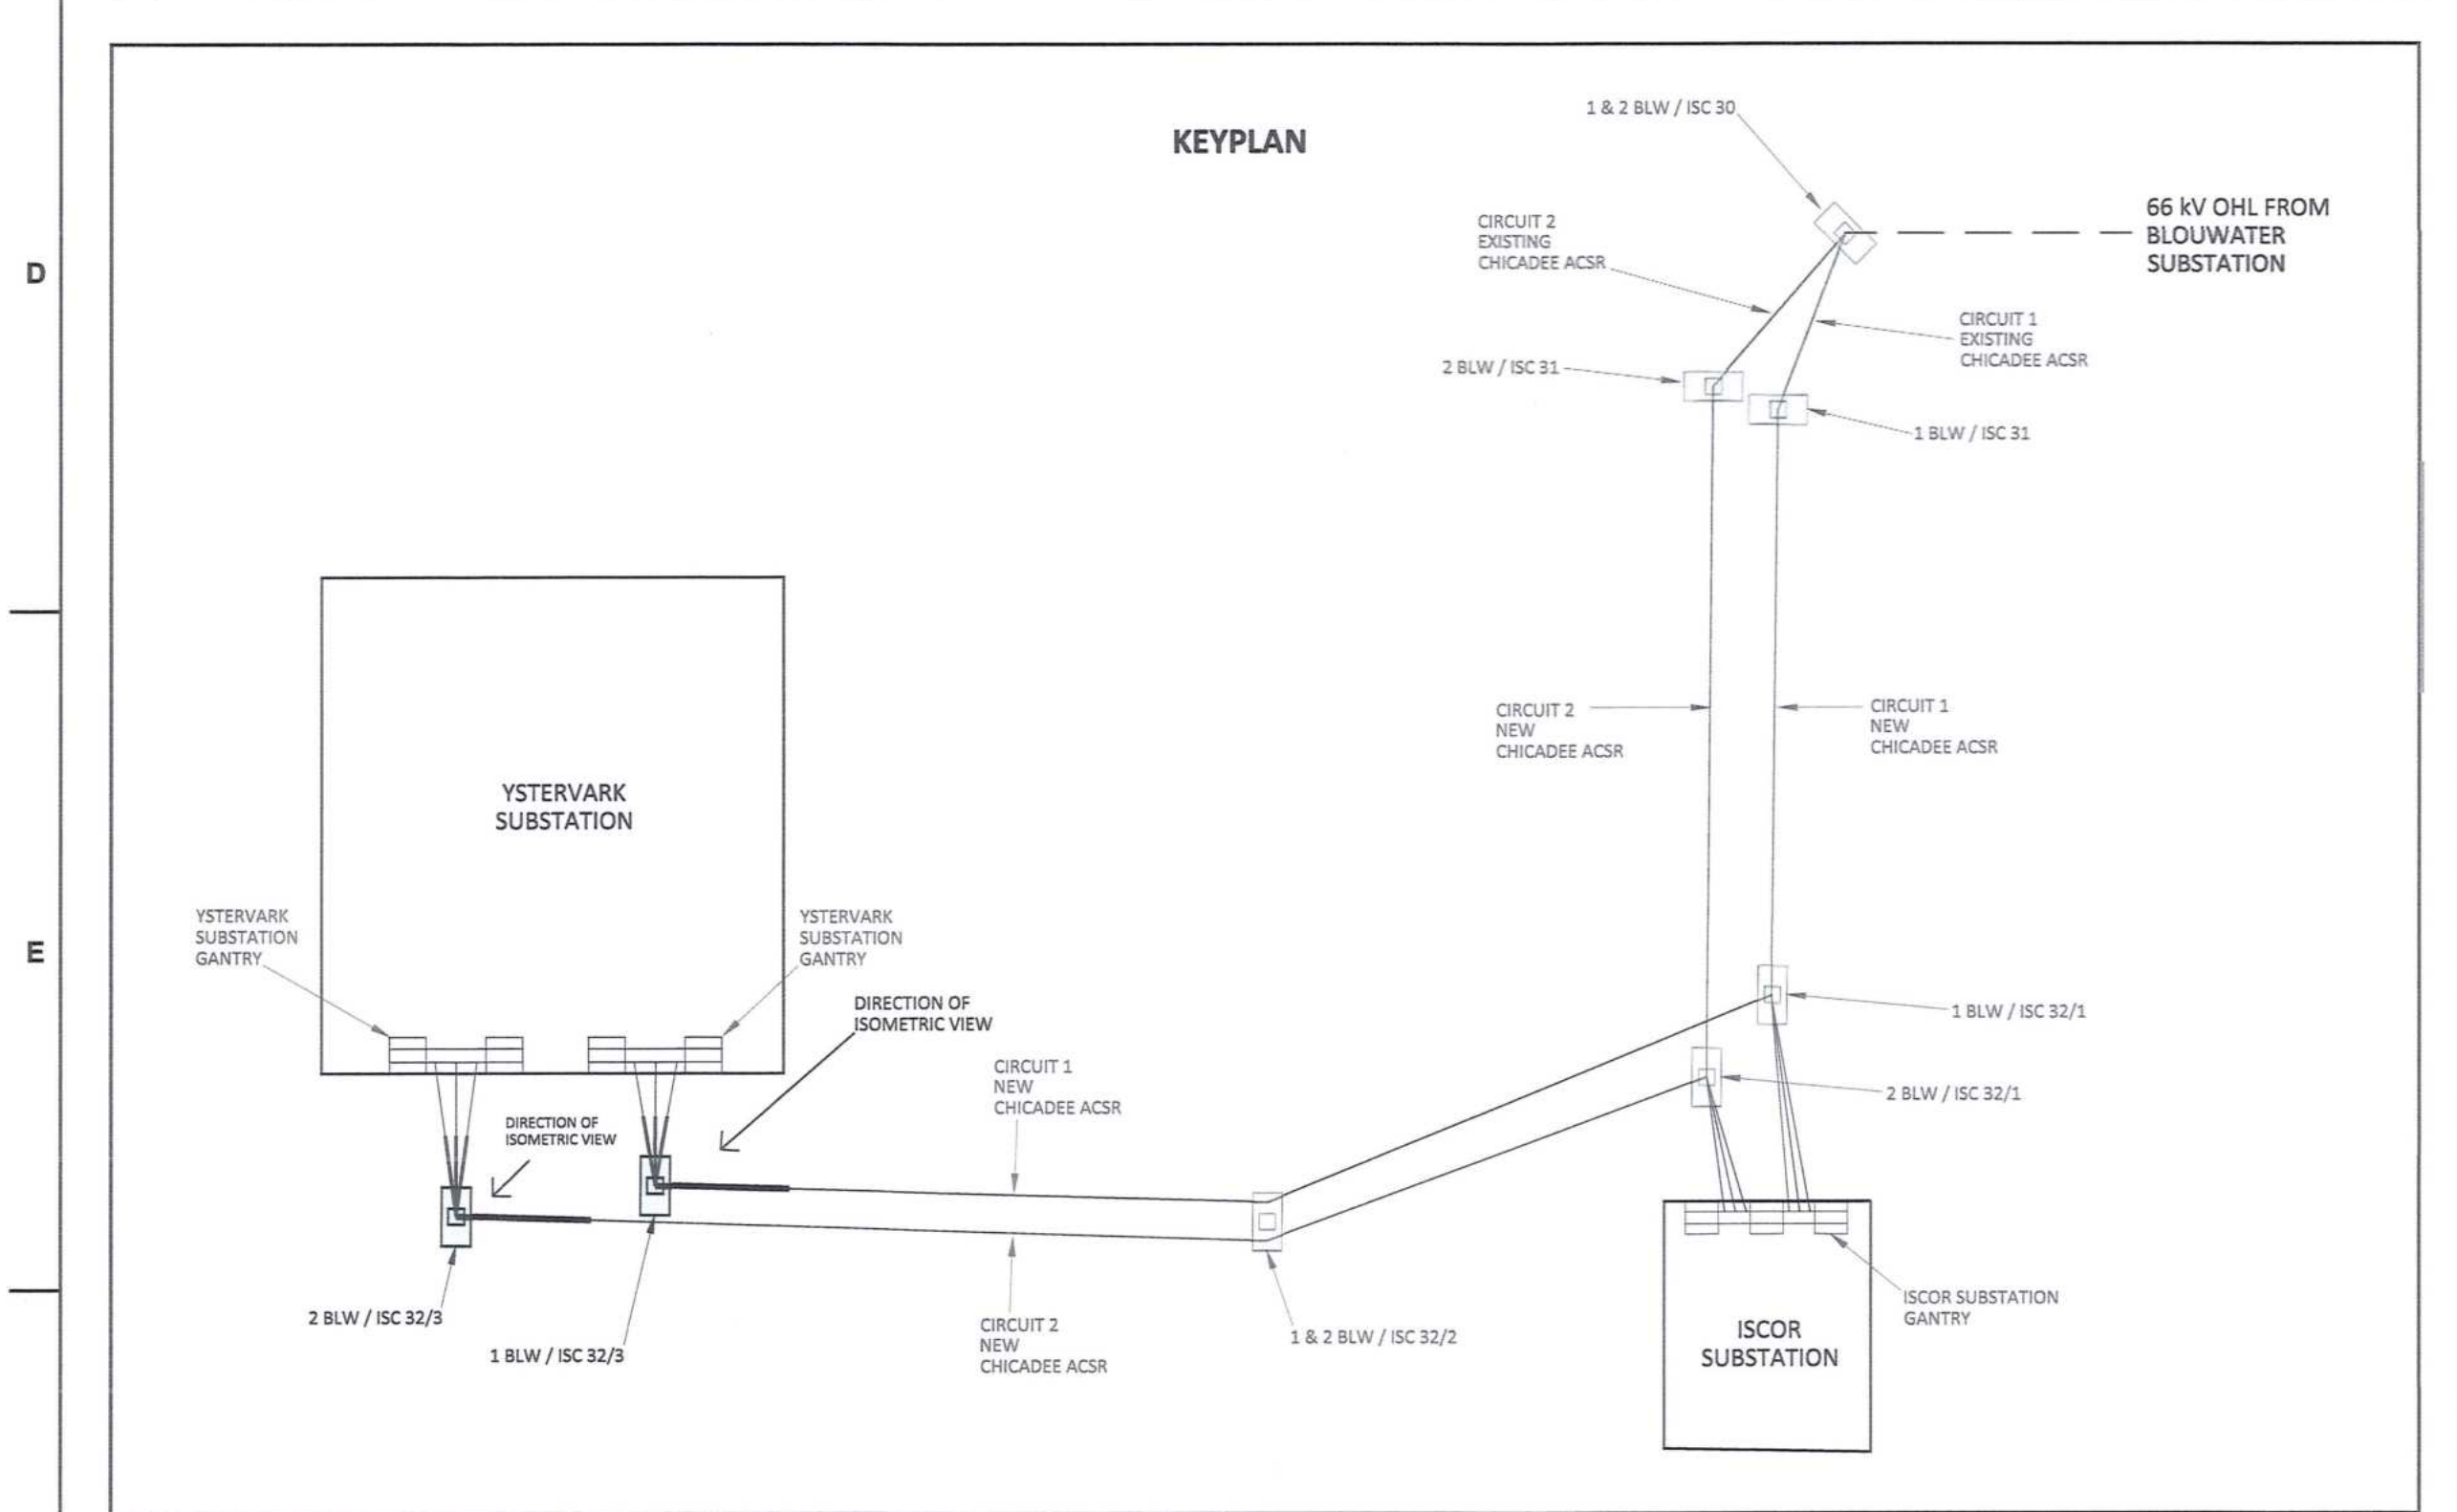 KEYPLAN
1 & 2 BLW / ISC 30
66 kV OHL FROM
BLOUWATER
SUBSTATION
CIRCUIT 2
EXISTING
CHICADEE ACSR
D
CIRCUIT 1
EXISTING
CHICADEE ACSR
2 BLW / ISC 31
1 BLW / ISC 31
CIRCUIT 2
NEW
CHICADEE ACSR
CIRCUIT 1
NEW
CHICADEE ACSR
YSTERVARK
SUBSTATION
YSTERVARK
SUBSTATION
GANTRY
YSTERVARK
SUBSTATION
GANTRY
E
DIRECTION OF
ISOMETRIC VIEW
1 BLW / ISC 32/1
CIRCUIT 1
NEW
CHICADEE ACSR
2 BLW / ISC 32/1
DIRECTION OF
ISOMETRIC VIEW
2 BLW / ISC 32/3
1 BLW / ISC 32/3
CIRCUIT 2
NEW
CHICADEE ACSR
1 & 2 BLW / ISC 32/2
ISCOR SUBSTATION
GANTRY
ISCOR
SUBSTATION